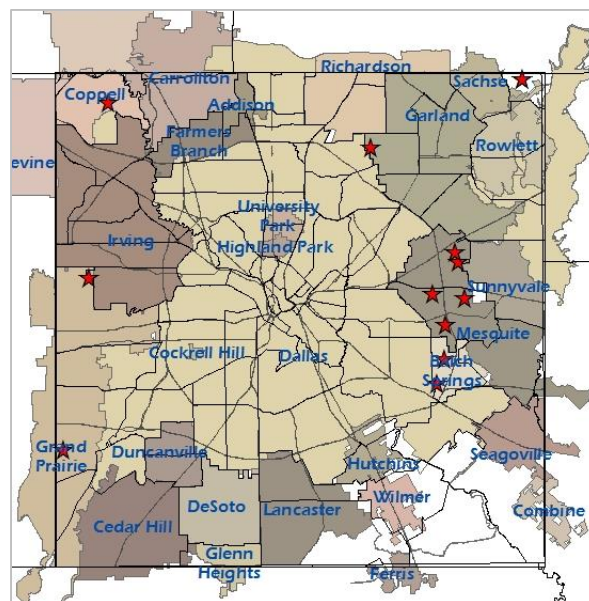 Richardson
Carrollton
Sachse
Coppell
Addison
Garland
Farmers
Branch
Rowlett
evine
University
Park
Irving
Highland Park
Sunnyvale
Mesquite
Cockrell Hill
Dallas
Balch
Springs
Grand
Prairie
Duncanville
Seagoville
Hutchins
DeSoto
Wilmer
Cedar Hill
Lancaster
Combine
Glenn
Heights
Ferris